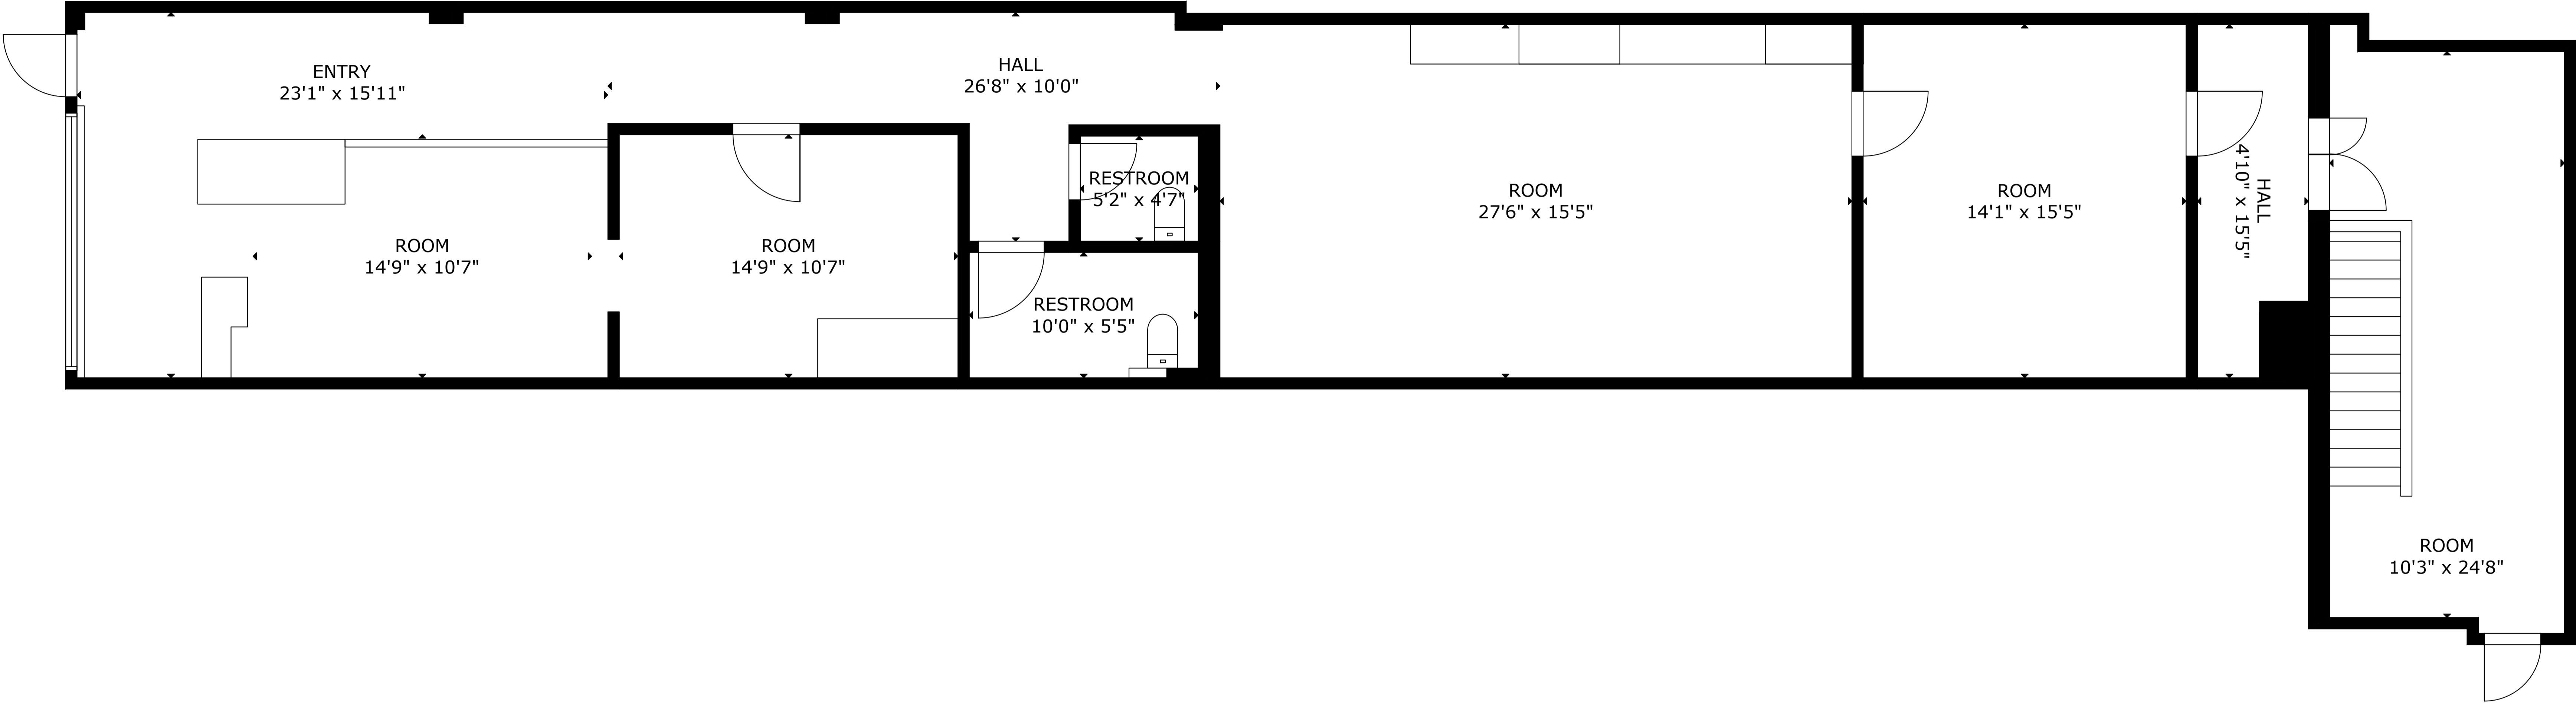 ENTRY
23'1" x 15'11"
HALL
26'8" x 10'0"
ROOM
14'9" x 10'7"
ROOM
14'9" x 10'7"
RESTROOM
5'2" x 4'7"
RESTROOM
10'0" x 5'5"
ROOM
27'6" x 15'5"
ROOM
14'1" x 15'5"
HALL
4'10" x 15'5"
ROOM
10'3" x 24'8"